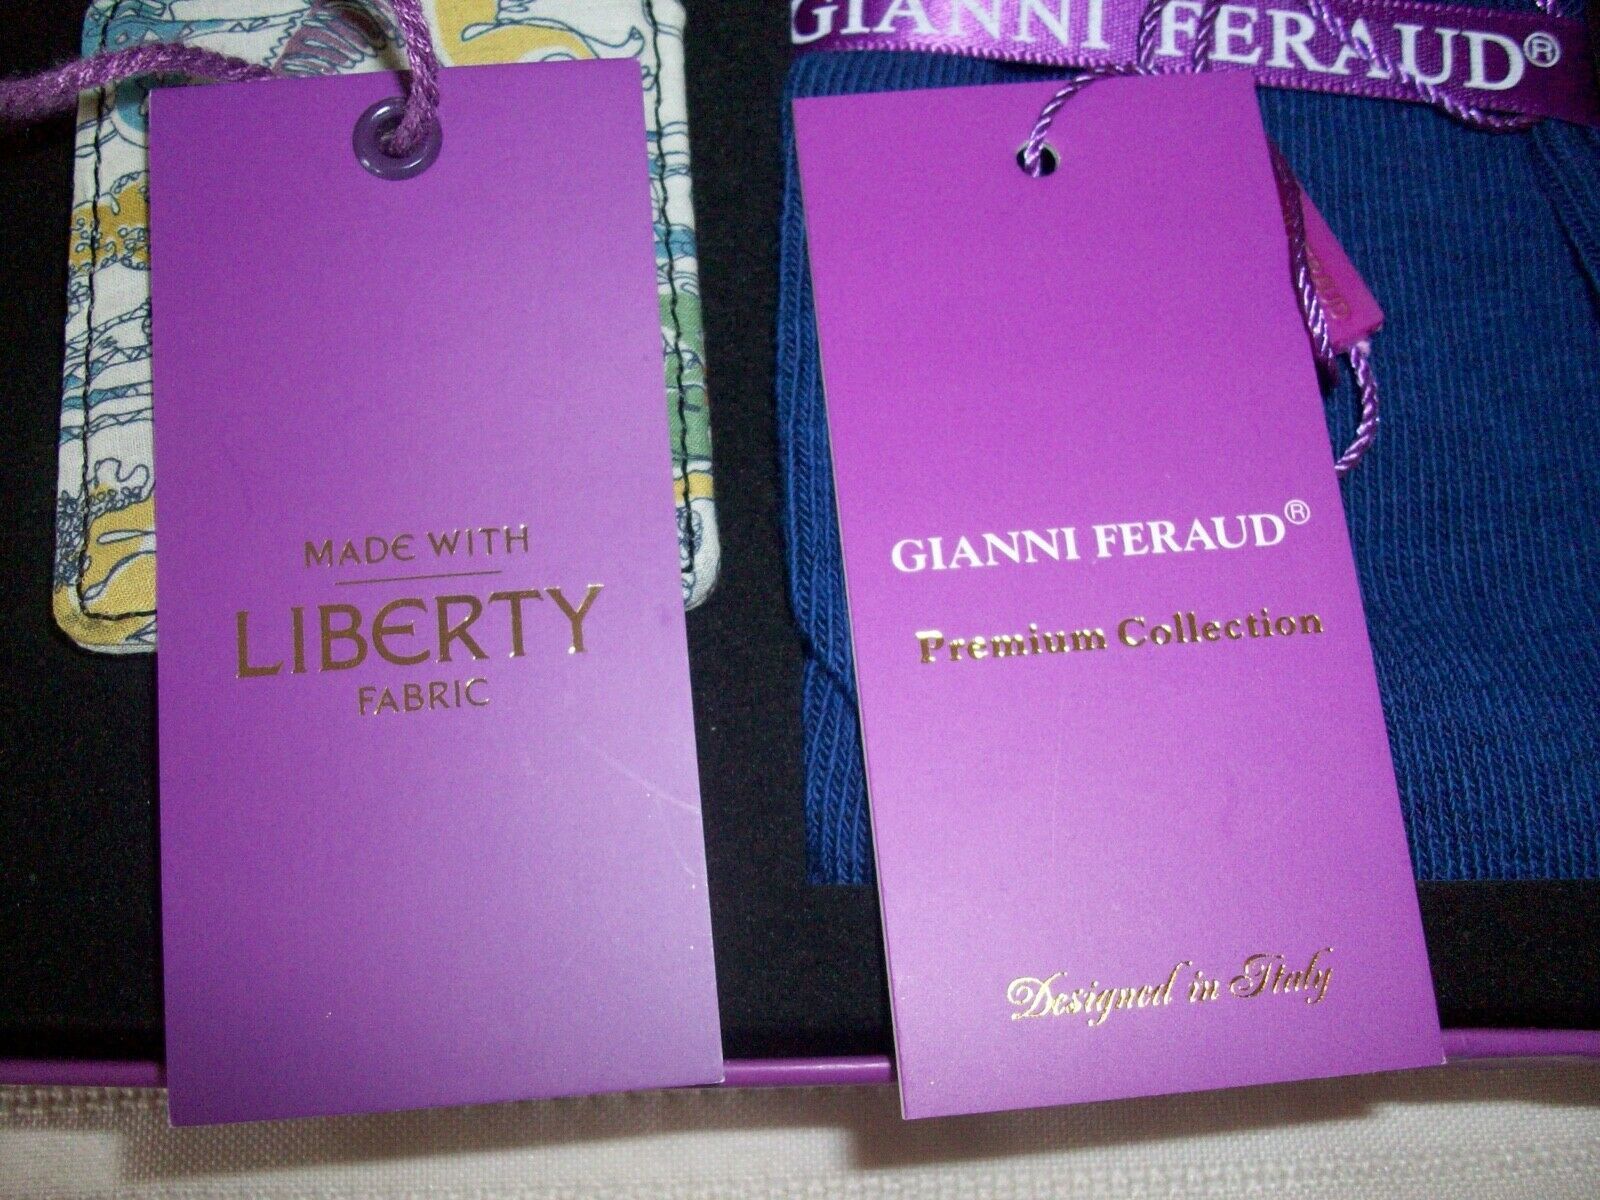 GIANNI FERAUD®
MADE WITH
LIBERTY
FABRIC
GIANNI FERAUD®
Premium Collection
Designed in Italy